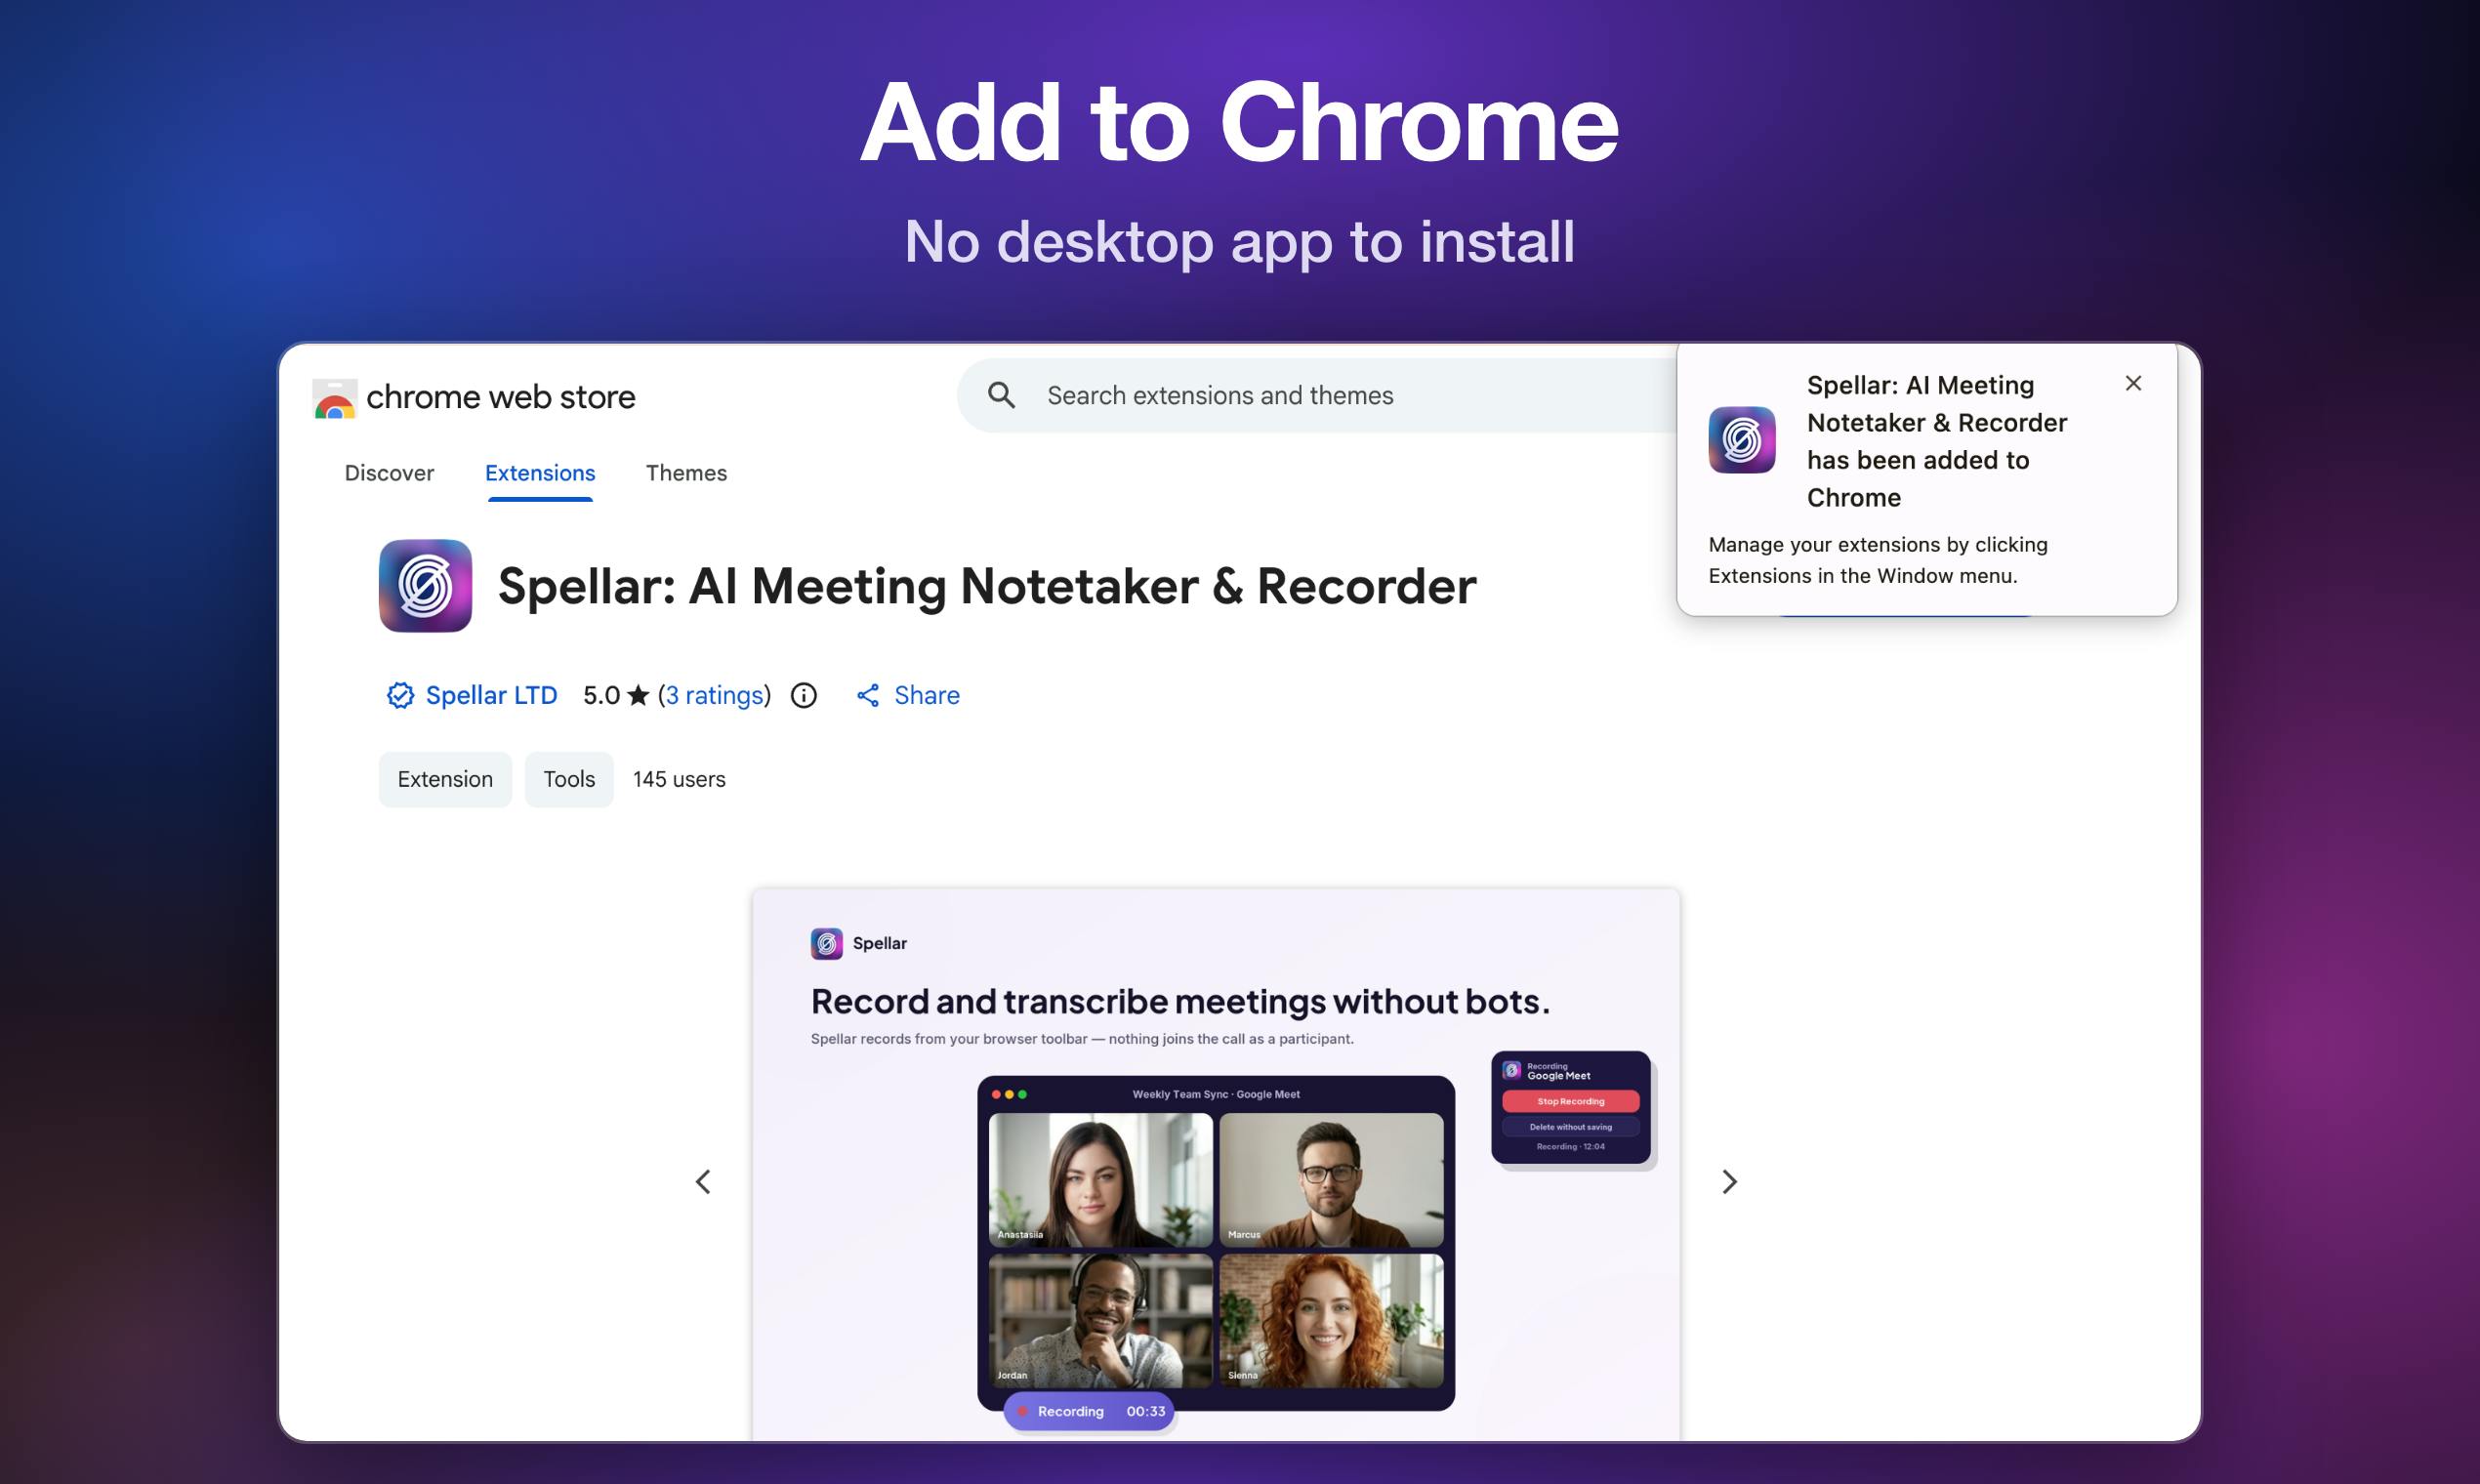 Add to Chrome
No desktop app to install
chrome web store
Search extensions and themes
Discover
Extensions
Themes
Spellar: AI Meeting
Notetaker & Recorder
has been added to
Chrome
Manage your extensions by clicking
Extensions in the Window menu.
Spellar: AI Meeting Notetaker & Recorder
Spellar LTD
5.0 ★ (3 ratings)
Share
Extension
Tools
145 users
Spellar
Record and transcribe meetings without bots.
Spellar records from your browser toolbar — nothing joins the call as a participant.
Weekly Team Sync · Google Meet
Recording
Google Meet
Stop Recording
Delete without saving
Recording · 12:04
Anastasiia
Marcus
Jordan
Sienna
Recording 00:33